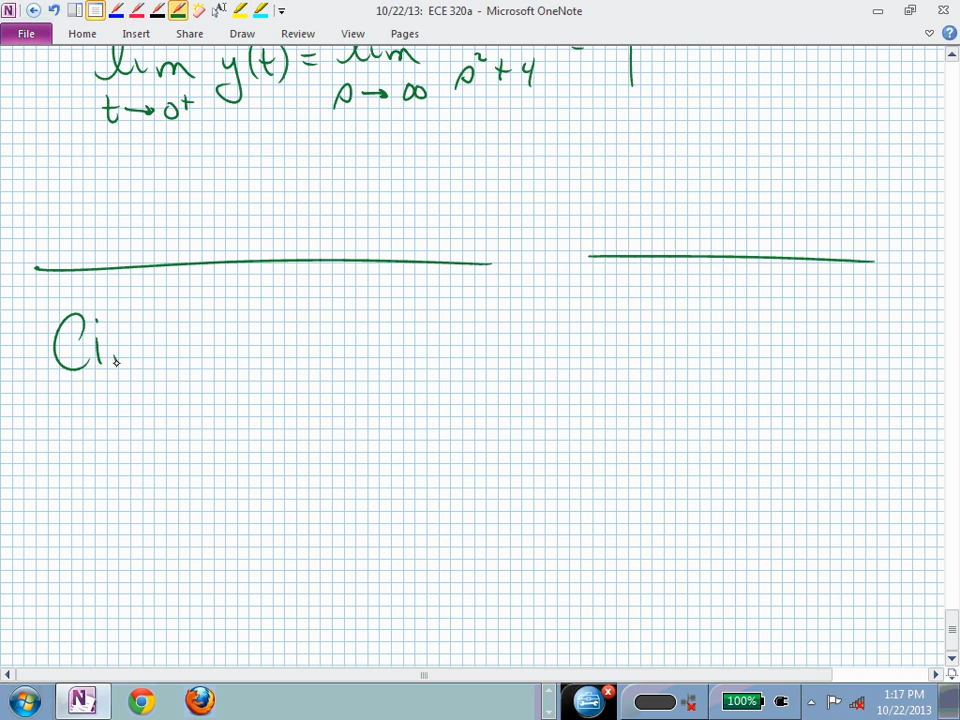 10/22/13: ECE 320a - Microsoft OneNote
File Home Insert Share Draw Review View Pages
lim y(t) = lim s²+4 = 1
t→0⁺ s→∞
Ci
100%
1:17 PM
10/22/2013